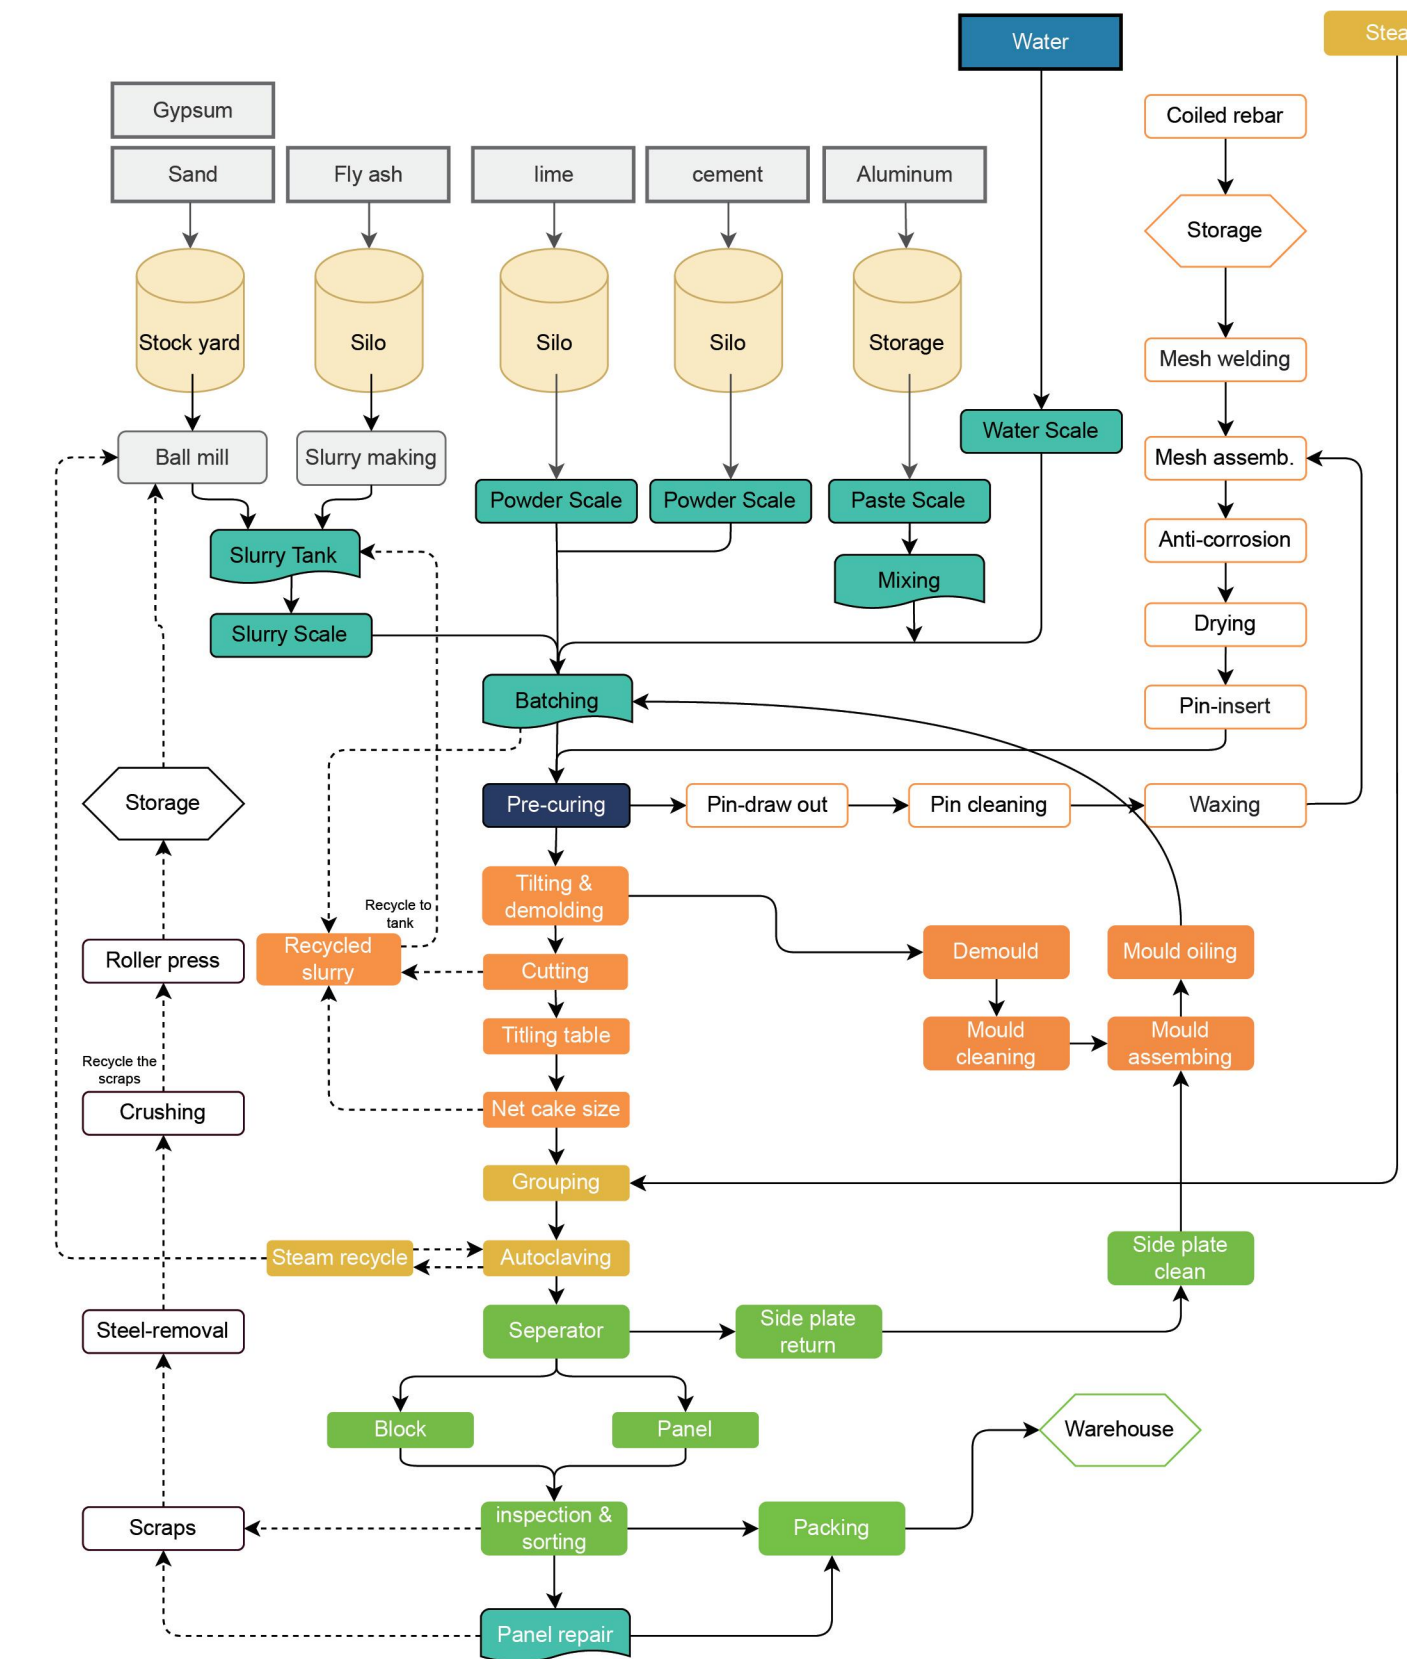 Water
Stea
Gypsum
Coiled rebar
Sand
Fly ash
lime
cement
Aluminum
Storage
Stock yard
Silo
Silo
Silo
Storage
Mesh welding
Water Scale
Ball mill
Slurry making
Mesh assemb.
Powder Scale
Powder Scale
Paste Scale
Slurry Tank
Anti-corrosion
Mixing
Slurry Scale
Drying
Batching
Pin-insert
Storage
Pre-curing
Pin-draw out
Pin cleaning
Waxing
Tilting &
demolding
Recycle to
tank
Roller press
Recycled
slurry
Cutting
Demould
Mould oiling
Titling table
Mould
cleaning
Mould
assembing
Recycle the
scraps
Crushing
Net cake size
Grouping
Steam recycle
Autoclaving
Side plate
clean
Steel-removal
Seperator
Side plate
return
Block
Panel
Warehouse
Scraps
inspection &
sorting
Packing
Panel repair